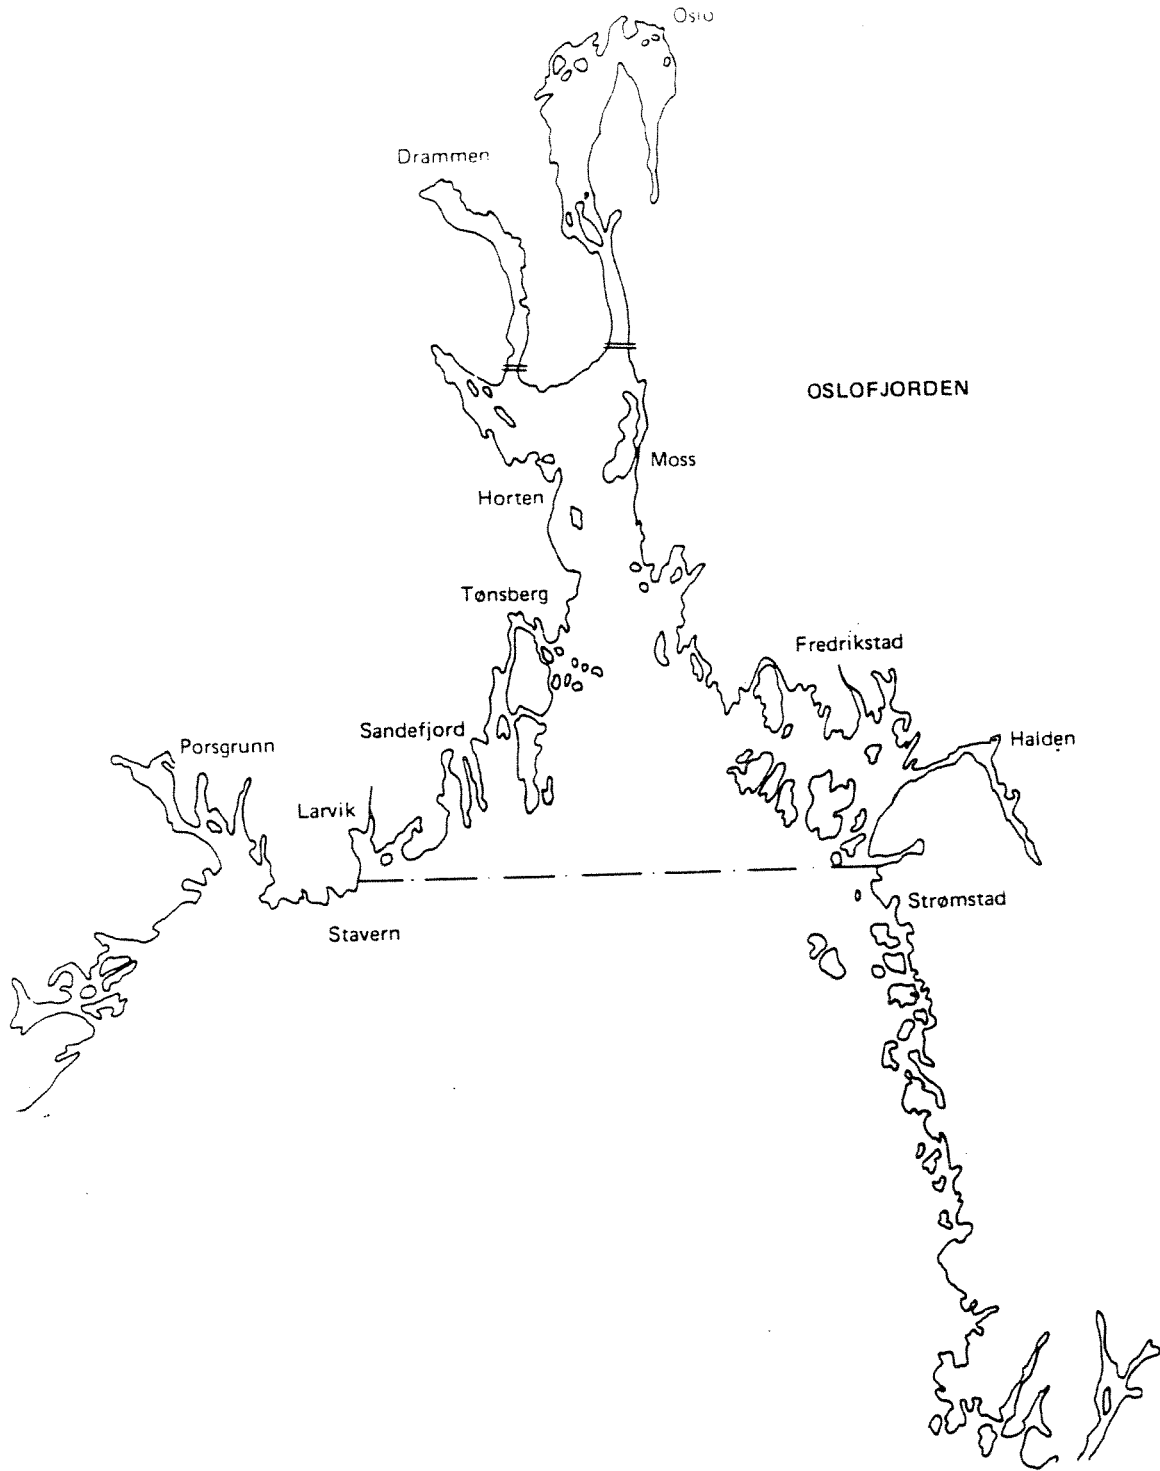 Oslo
Drammen
OSLOFJORDEN
Moss
Horten
Tønsberg
Fredrikstad
Sandefjord
Halden
Porsgrunn
Larvik
Strømstad
Stavern